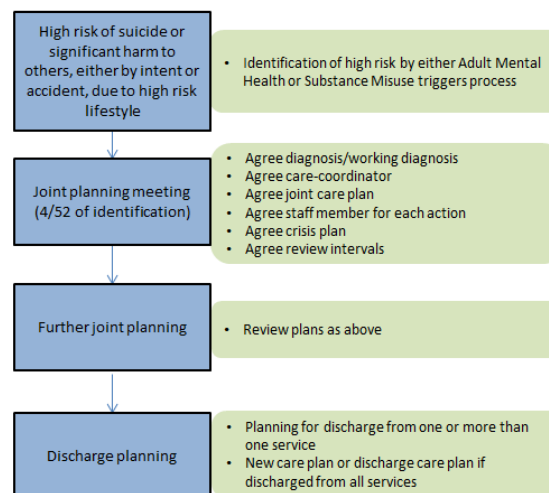 High risk of suicide or
significant harm to
others, either by intent or
accident, due to high risk
lifestyle
• Identification of high risk by either Adult Mental
Health or Substance Misuse triggers process
Joint planning meeting
(4/52 of identification)
• Agree diagnosis/working diagnosis
• Agree care-coordinator
• Agree joint care plan
• Agree staff member for each action
• Agree crisis plan
• Agree review intervals
Further joint planning
• Review plans as above
Discharge planning
• Planning for discharge from one or more than
one service
• New care plan or discharge care plan if
discharged from all services